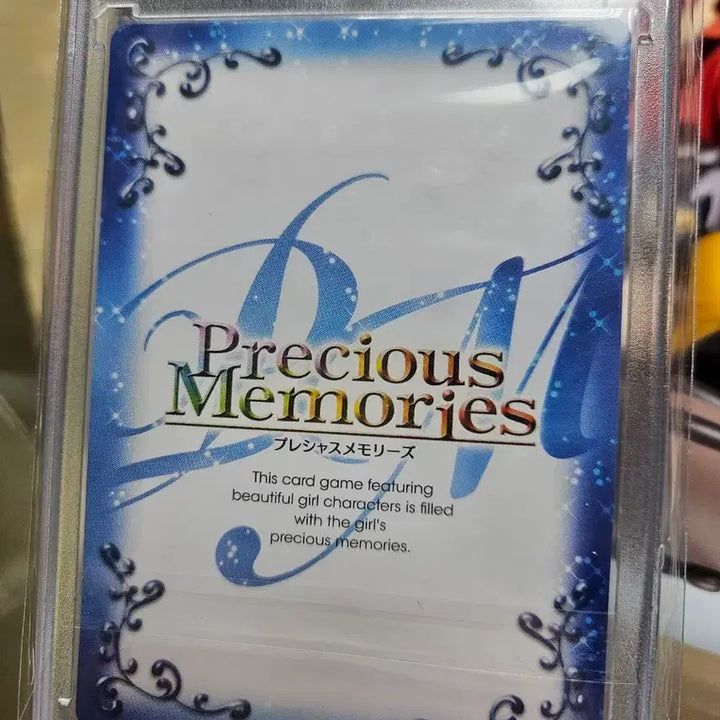 Precious
Memories
プレシャスメモリーズ
This card game featuring
beautiful girl characters is filled
with the girl's
precious memories.